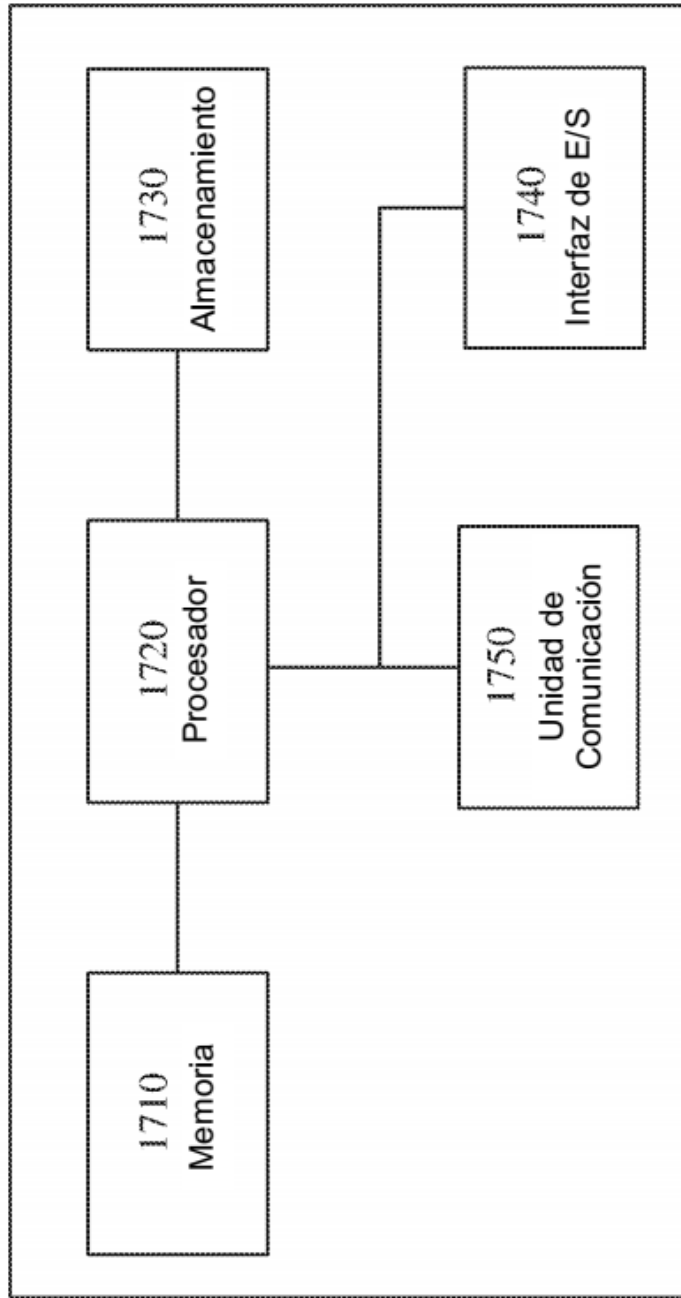 1710
Memoria
1720
Procesador
1730
Almacenamiento
1750
Unidad de
Comunicación
1740
Interfaz de E/S